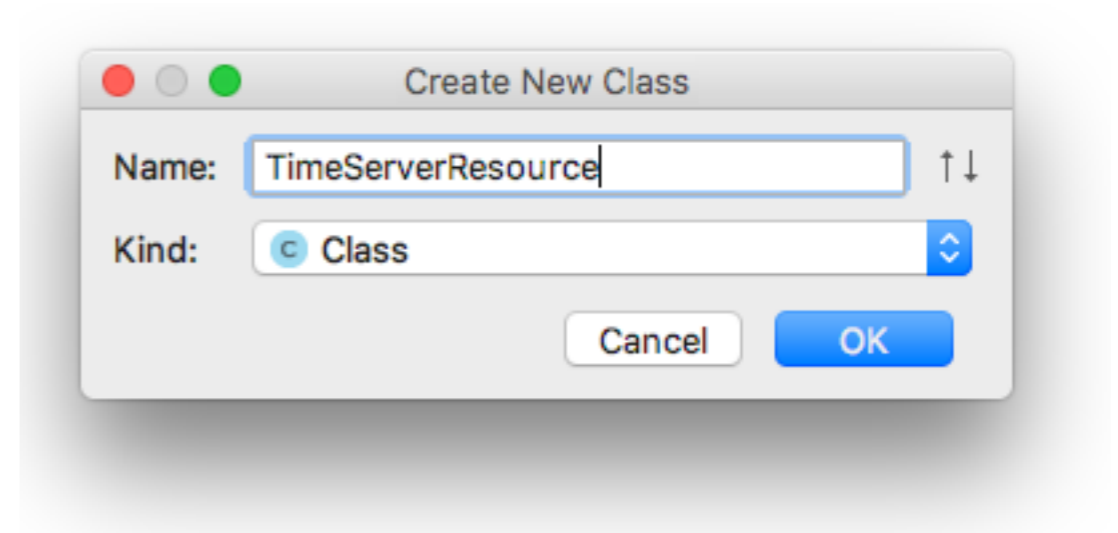 Create New Class
Name: TimeServerResource ↑↓
Kind: C Class
Cancel OK